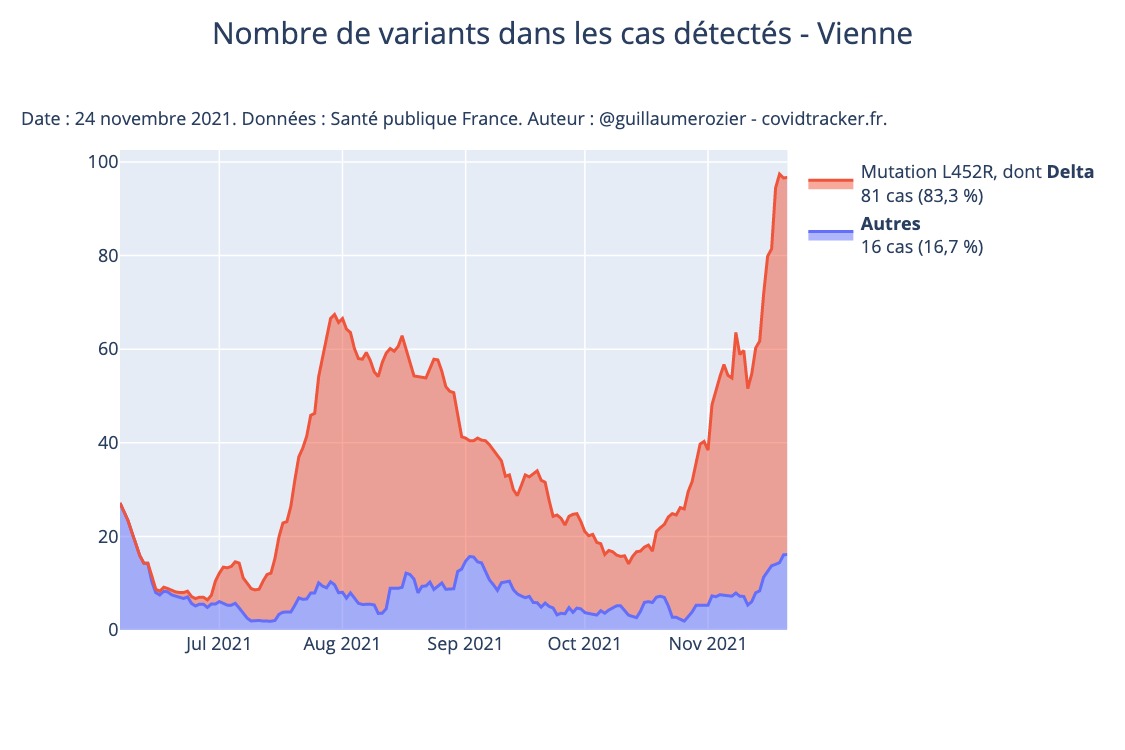 Nombre de variants dans les cas détectés - Vienne
Date : 24 novembre 2021. Données : Santé publique France. Auteur : @guillaumerozier - covidtracker.fr.
100
80
60
40
20
0
Jul 2021
Aug 2021
Sep 2021
Oct 2021
Nov 2021
Mutation L452R, dont Delta
81 cas (83,3 %)
Autres
16 cas (16,7 %)